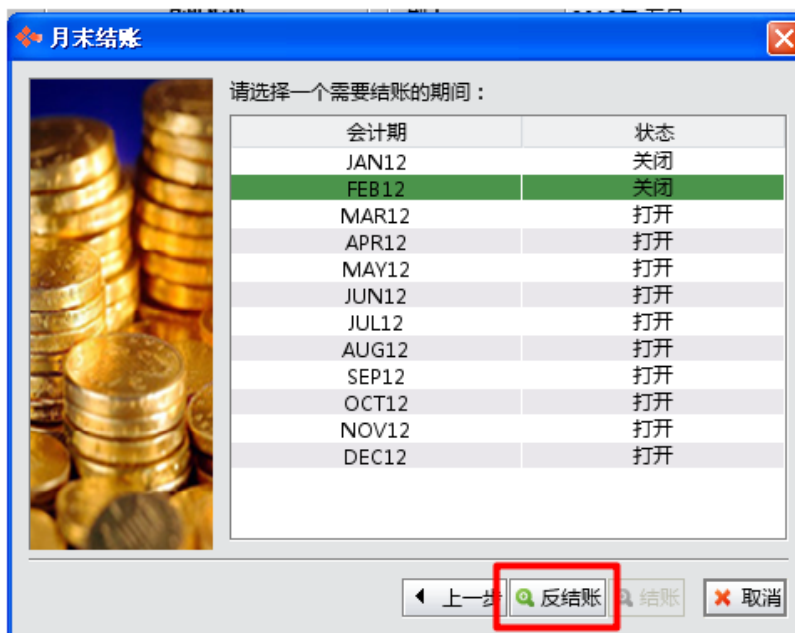 月末结账
请选择一个需要结账的期间：
会计期 状态
JAN12 关闭
FEB12 关闭
MAR12 打开
APR12 打开
MAY12 打开
JUN12 打开
JUL12 打开
AUG12 打开
SEP12 打开
OCT12 打开
NOV12 打开
DEC12 打开
上一步 反结账 结账 取消